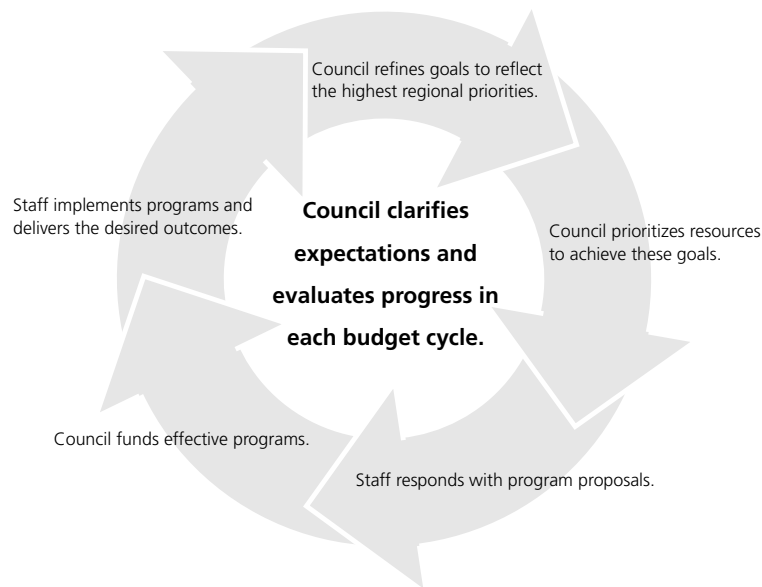 Council refines goals to reflect
the highest regional priorities.
Council prioritizes resources
to achieve these goals.
Staff responds with program proposals.
Council funds effective programs.
Staff implements programs and
delivers the desired outcomes.
Council clarifies
expectations and
evaluates progress in
each budget cycle.